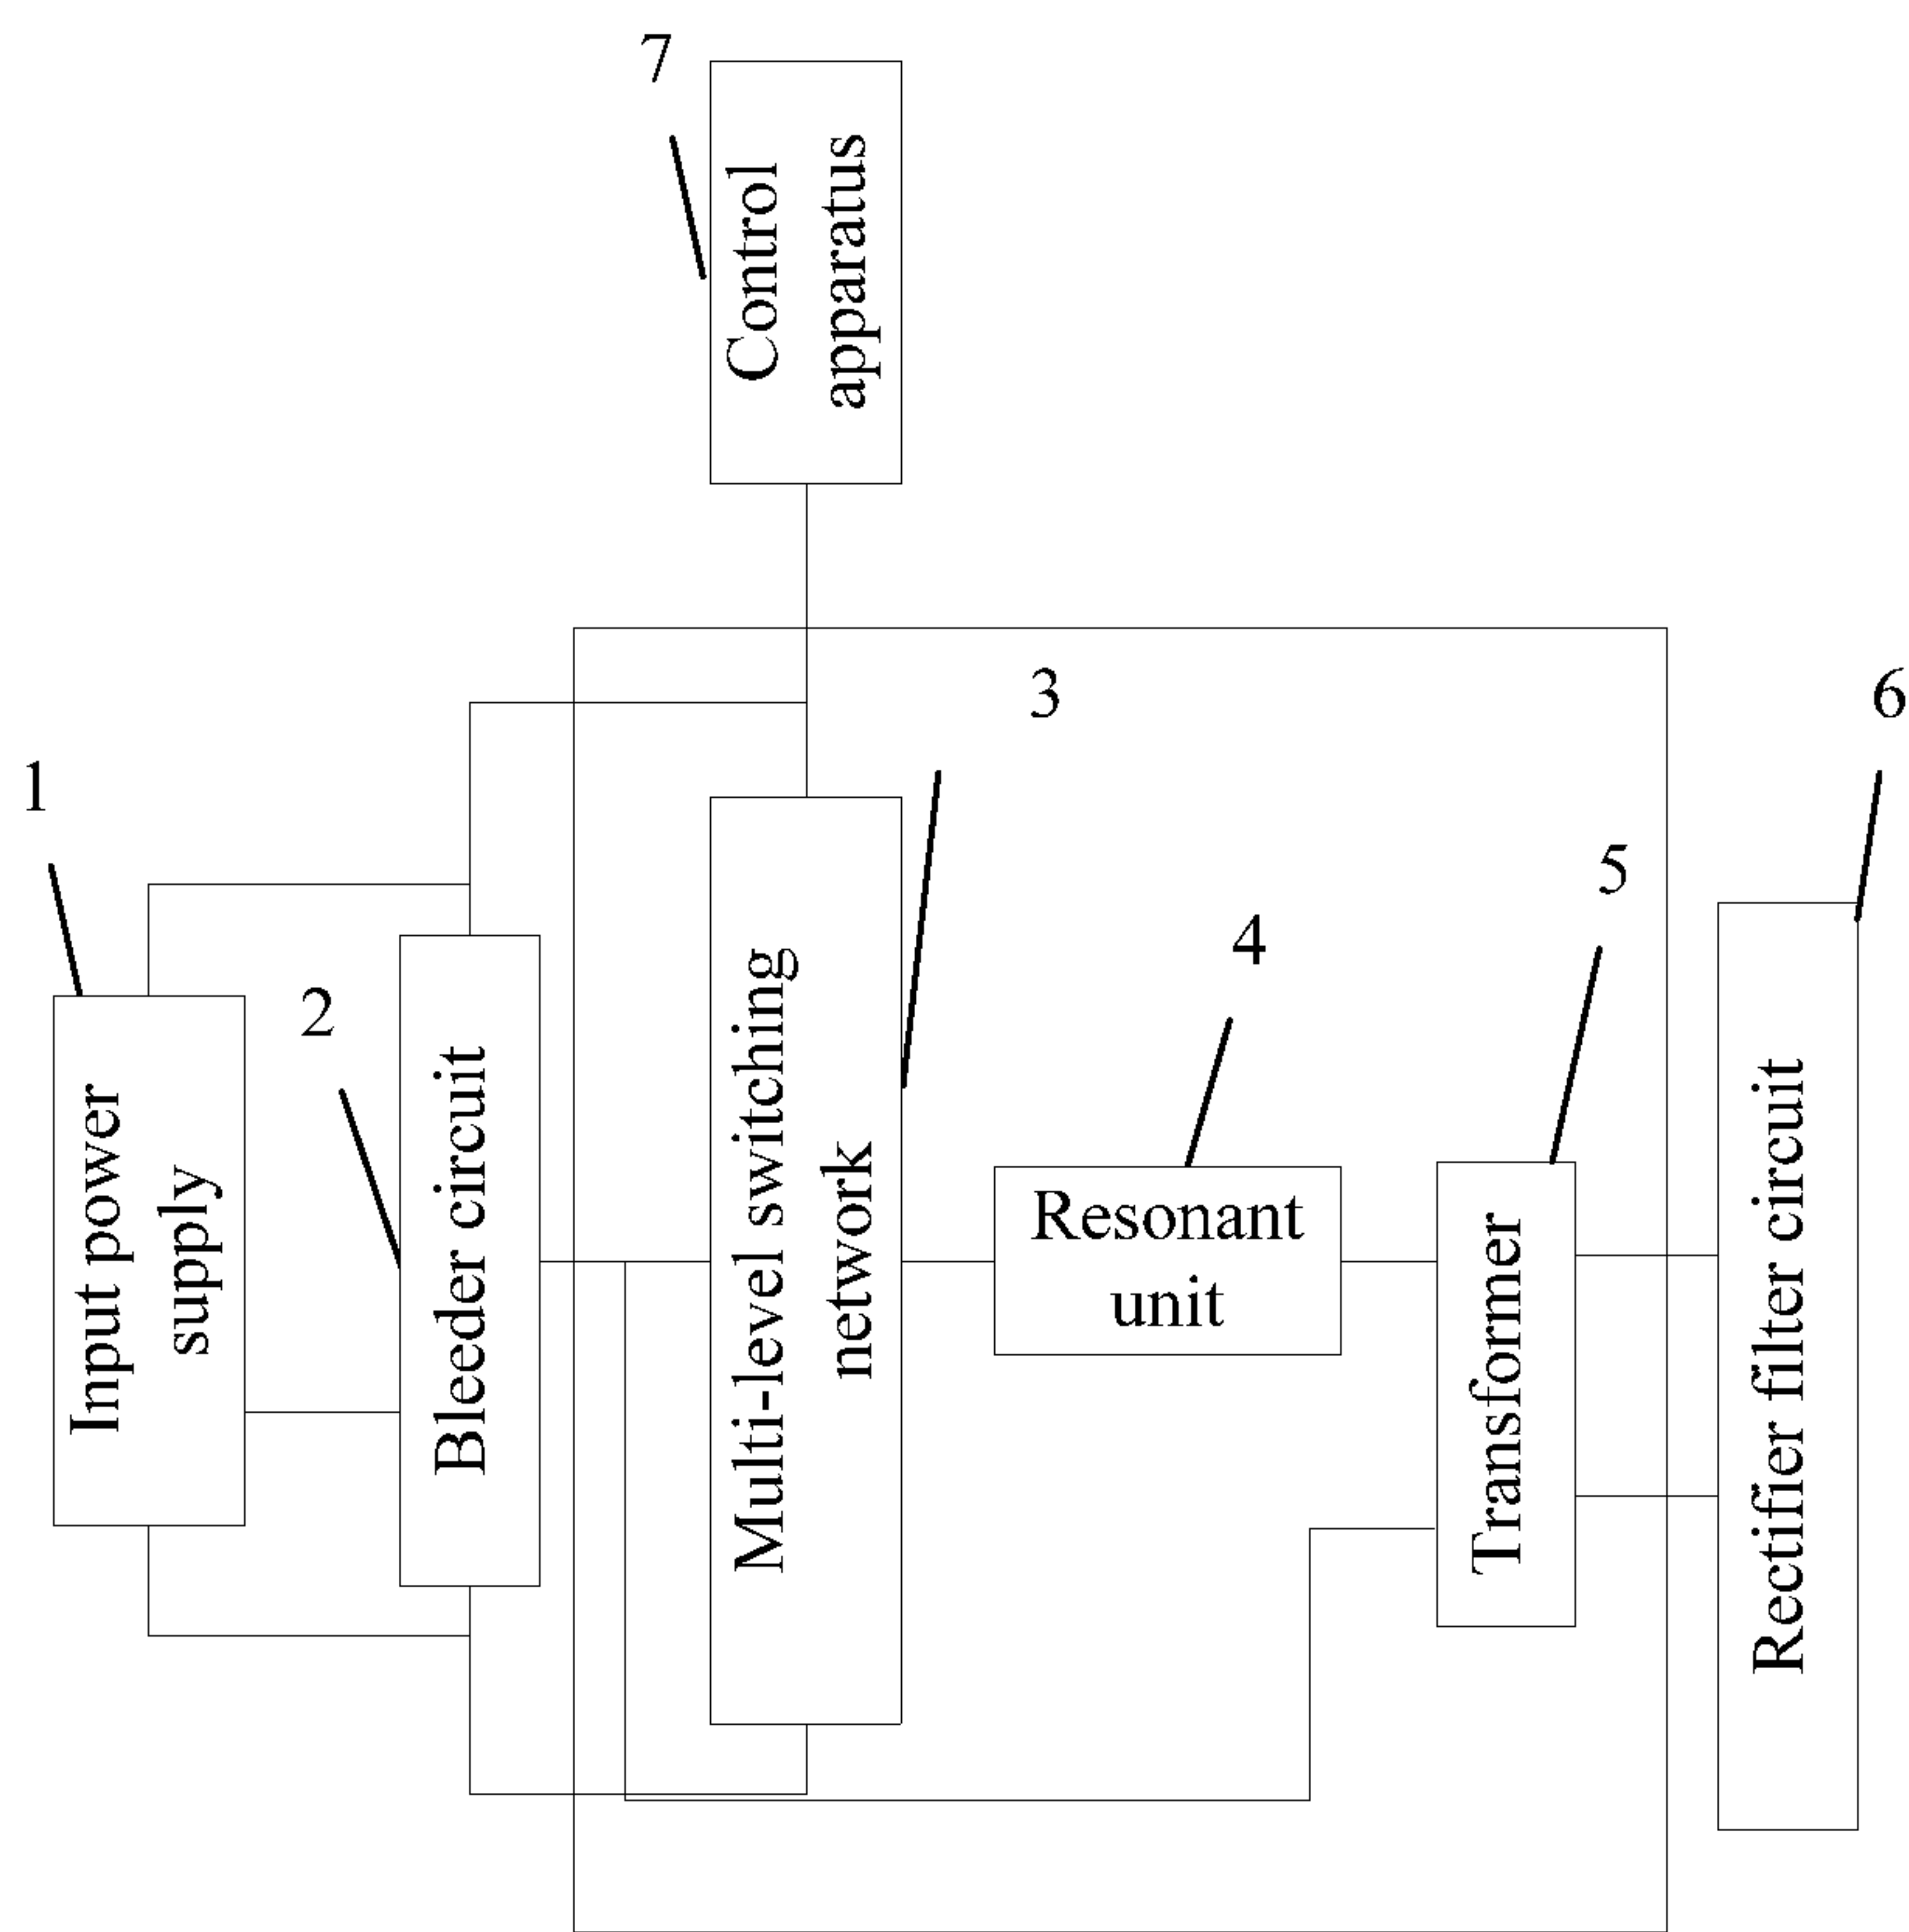 7
Control
apparatus
1
Input power
supply
2
Bleeder circuit
3
Multi-level switching
network
4
Resonant
unit
5
Transformer
6
Rectifier filter circuit